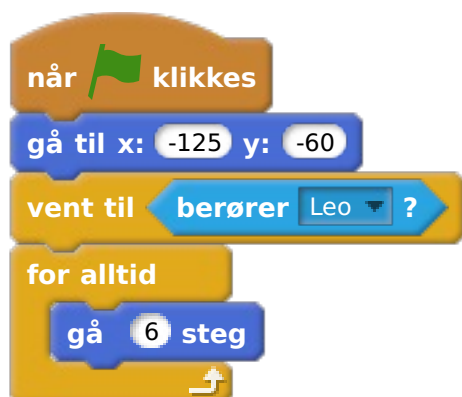 når klikkes
gå til x: -125 y: -60
vent til berører Leo ?
for alltid
gå 6 steg